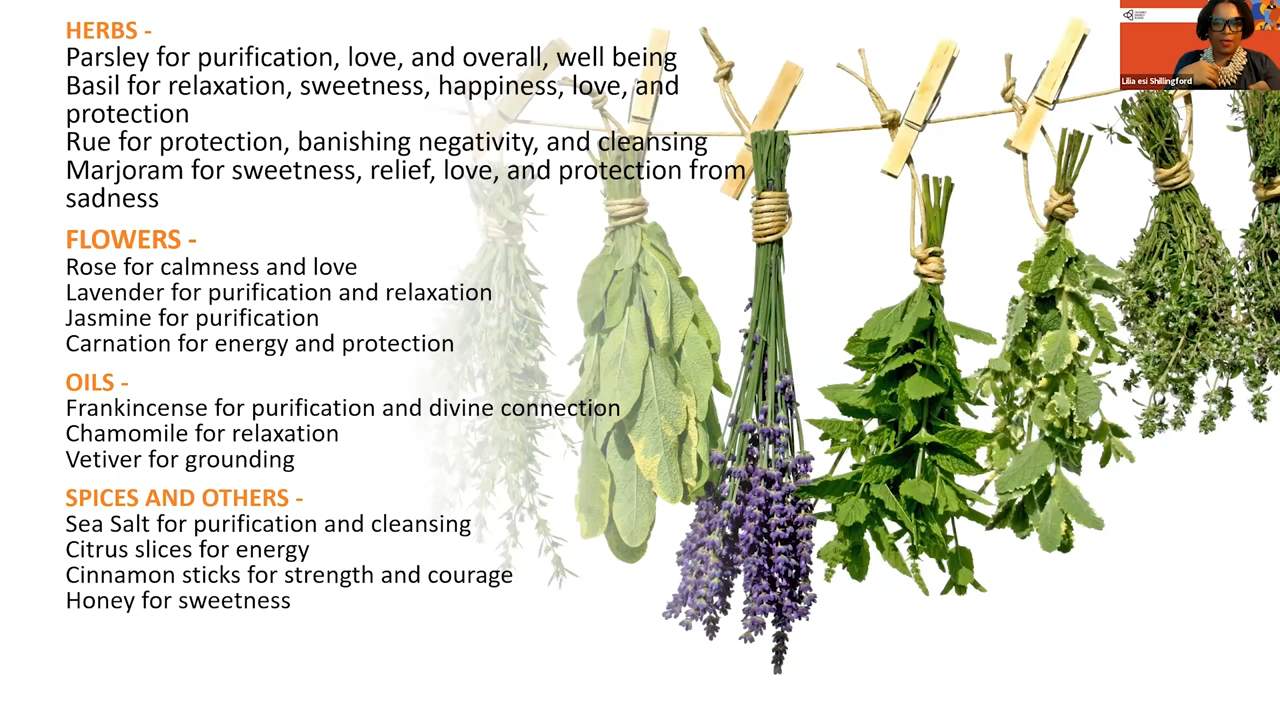 HERBS -
Parsley for purification, love, and overall, well being
Basil for relaxation, sweetness, happiness, love, and
protection
Rue for protection, banishing negativity, and cleansing
Marjoram for sweetness, relief, love, and protection from
sadness
FLOWERS -
Rose for calmness and love
Lavender for purification and relaxation
Jasmine for purification
Carnation for energy and protection
OILS -
Frankincense for purification and divine connection
Chamomile for relaxation
Vetiver for grounding
SPICES AND OTHERS -
Sea Salt for purification and cleansing
Citrus slices for energy
Cinnamon sticks for strength and courage
Honey for sweetness
Lilia esi Shillingford